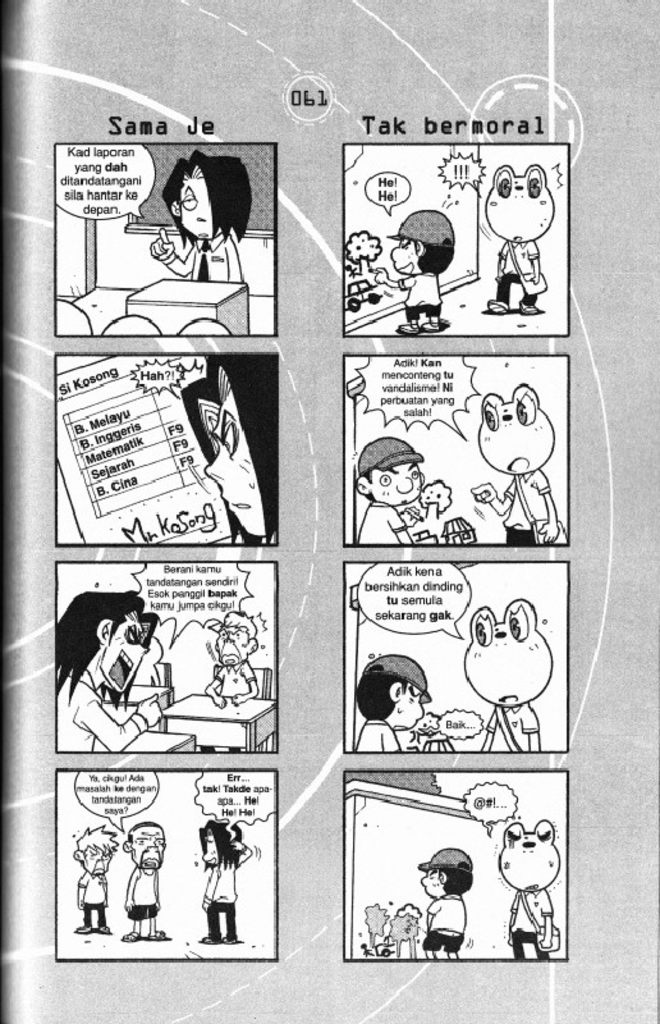 061
Sama Je
Kad laporan
yang dah
ditandatangani
sila hantar ke
depan.
Si Kosong
Hah?!
B. Melayu
B. Inggeris
Matematik F9
Sejarah F9
B. Cina F9
Mr Kosong
Berani kamu
tandatangan sendiri!
Esok panggil bapak
kamu jumpa cikgu!
Ya, cikgu! Ada
masalah ke dengan
tandatangan
saya?
Err...
tak! Takde apa-
apa... He!
He! He!
Tak bermoral
He!
He!
!!!
Adik! Kan
menconteng tu
vandalisme! Ni
perbuatan yang
salah!
Adik kena
bersihkan dinding
tu semula
sekarang gak.
Baik...
@#!...